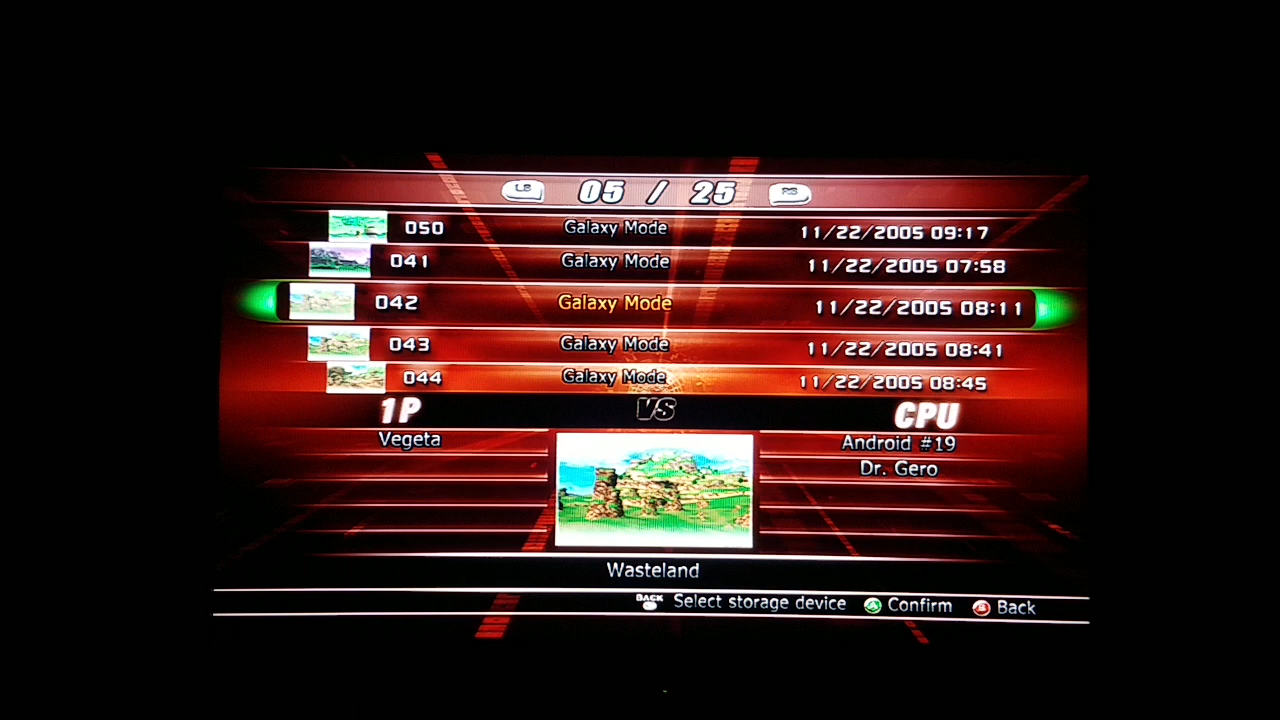 LB 05 / 25 RB
050 Galaxy Mode 11/22/2005 09:17
041 Galaxy Mode 11/22/2005 07:58
042 Galaxy Mode 11/22/2005 08:11
043 Galaxy Mode 11/22/2005 08:41
044 Galaxy Mode 11/22/2005 08:45
1P VS CPU
Vegeta Android #19
Dr. Gero
Wasteland
BACK Select storage device A Confirm B Back